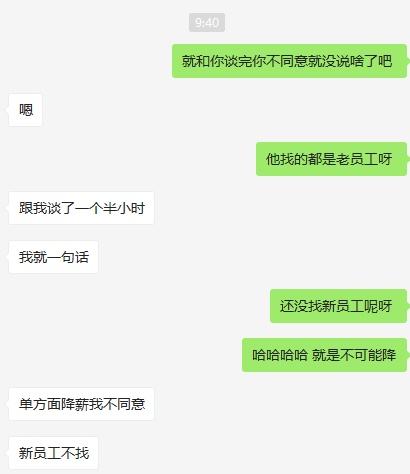 9:40
就和你谈完你不同意就没说啥了吧
嗯
他找的都是老员工呀
跟我谈了一个半小时
我就一句话
还没找新员工呢呀
哈哈哈哈 就是不可能降
单方面降薪我不同意
新员工不找